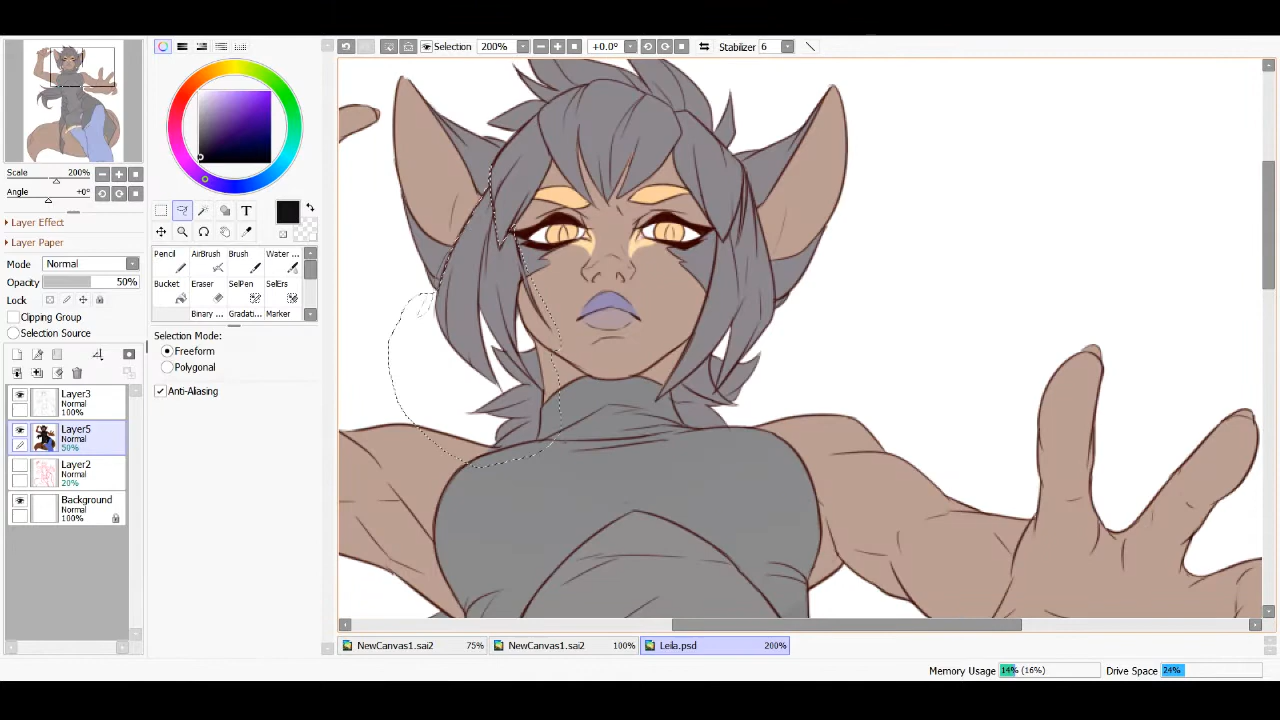 Selection 200% +0.0° Stabilizer 6
Scale 200%
Angle +0°
Layer Effect
Layer Paper
Mode Normal
Opacity 50%
Lock
Clipping Group
Selection Source
Layer3
Normal
100%
Layer5
Normal
50%
Layer2
Normal
20%
Background
Normal
100%
T
Pencil AirBrush Brush Water ..
Bucket Eraser SelPen SelErs
Binary .. Gradati.. Marker
Selection Mode:
Freeform
Polygonal
Anti-Aliasing
NewCanvas1.sai2 75% NewCanvas1.sai2 100% Leila.psd 200%
Memory Usage 14% (16%) Drive Space 24%